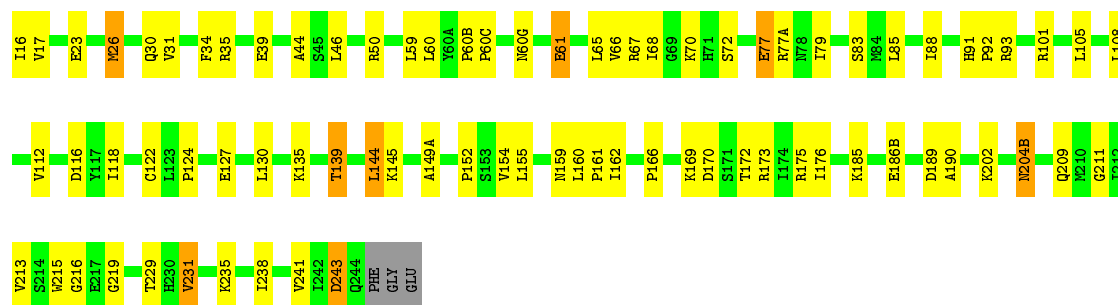 I16 V17 E23 M26 Q30 V31 F34 R35 E39 A44 S45 L46 R50 L59 L60 Y60A P60B P60C N60G E61 L65 V66 R67 I68 G69 K70 H71 S72 E77 R77A N78 I79 S83 M84 L85 I88 H91 P92 R93 R101 L105 L108
V112 D116 Y117 I118 C122 L123 P124 E127 L130 K135 T139 L144 K145 A149A P152 S153 V154 L155 N159 L160 P161 I162 P166 K169 D170 S171 T172 R173 I174 R175 I176 K185 E186B D189 A190 K202 N204B Q209 M210 G211 I212
V213 S214 W215 G216 E217 G219 T229 H230 V231 K235 I238 V241 I242 D243 Q244 PHE GLY GLU